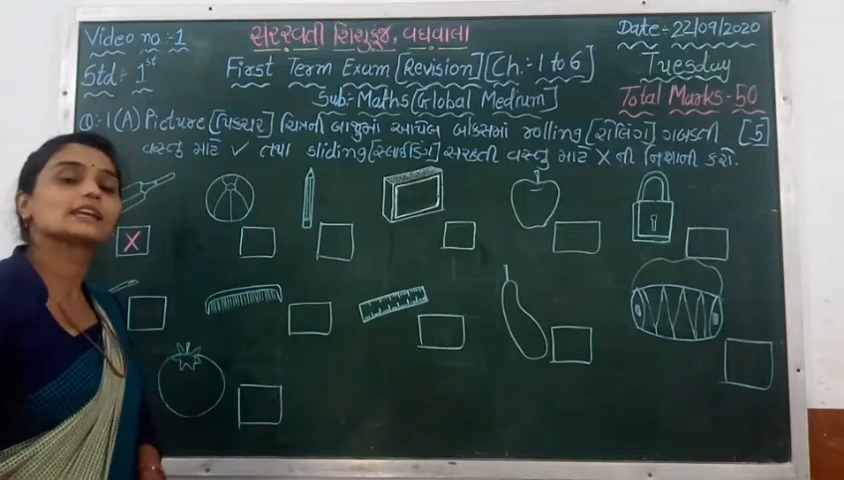 Video no :- 1
સરસ્વતી શિશુકુંજ, વઘવાલા
Date:- 22/09/2020
Std:- 1st
First Term Exam [Revision] [Ch.: 1 to 6]
Tuesday
Sub:- Maths [Global Medium]
Total Marks - 50
Q:- 1 (A) Picture [પિકચર] ચિત્રની બાજુમાં આપેલ બોક્સમાં rolling [રોલિંગ] ગબડતી [5]
વસ્તુ માટે ✓ તથા sliding [સ્લાઈડિંગ] સરકતી વસ્તુ માટે X ની નિશાની કરો.
X